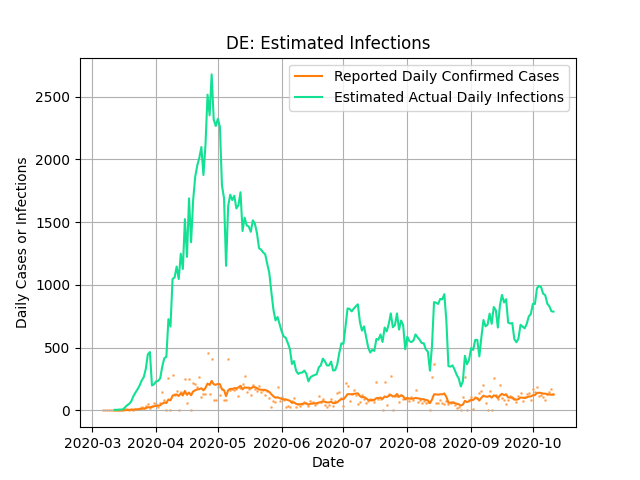 DE: Estimated Infections
Reported Daily Confirmed Cases
Estimated Actual Daily Infections
Daily Cases or Infections
2500
2000
1500
1000
500
0
2020-03 2020-04 2020-05 2020-06 2020-07 2020-08 2020-09 2020-10
Date